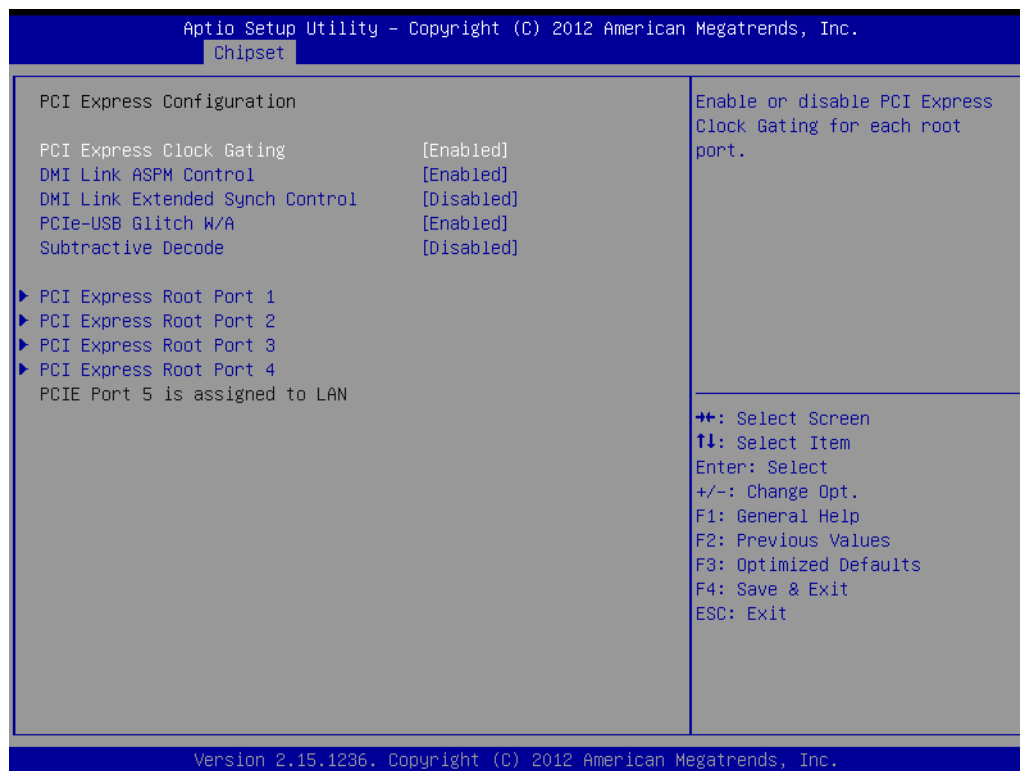 Aptio Setup Utility – Copyright (C) 2012 American Megatrends, Inc.
Chipset
PCI Express Configuration
PCI Express Clock Gating [Enabled]
DMI Link ASPM Control [Enabled]
DMI Link Extended Synch Control [Disabled]
PCIe-USB Glitch W/A [Enabled]
Subtractive Decode [Disabled]
PCI Express Root Port 1
PCI Express Root Port 2
PCI Express Root Port 3
PCI Express Root Port 4
PCIE Port 5 is assigned to LAN
Enable or disable PCI Express
Clock Gating for each root
port.
→←: Select Screen
↑↓: Select Item
Enter: Select
+/-: Change Opt.
F1: General Help
F2: Previous Values
F3: Optimized Defaults
F4: Save & Exit
ESC: Exit
Version 2.15.1236. Copyright (C) 2012 American Megatrends, Inc.